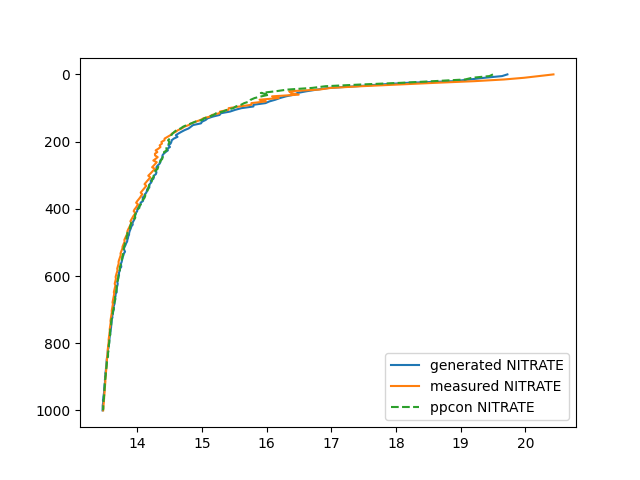 0
200
400
600
800
1000
14 15 16 17 18 19 20
generated NITRATE
measured NITRATE
ppcon NITRATE